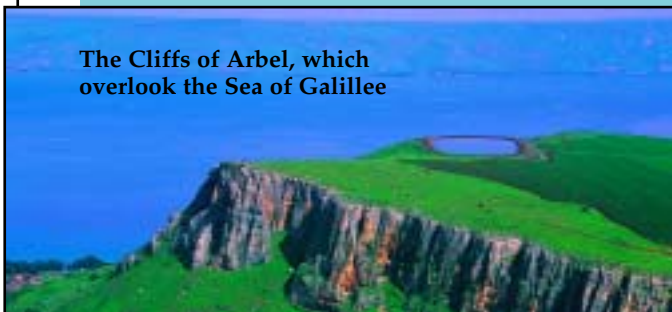 The Cliffs of Arbel, which
overlook the Sea of Galillee